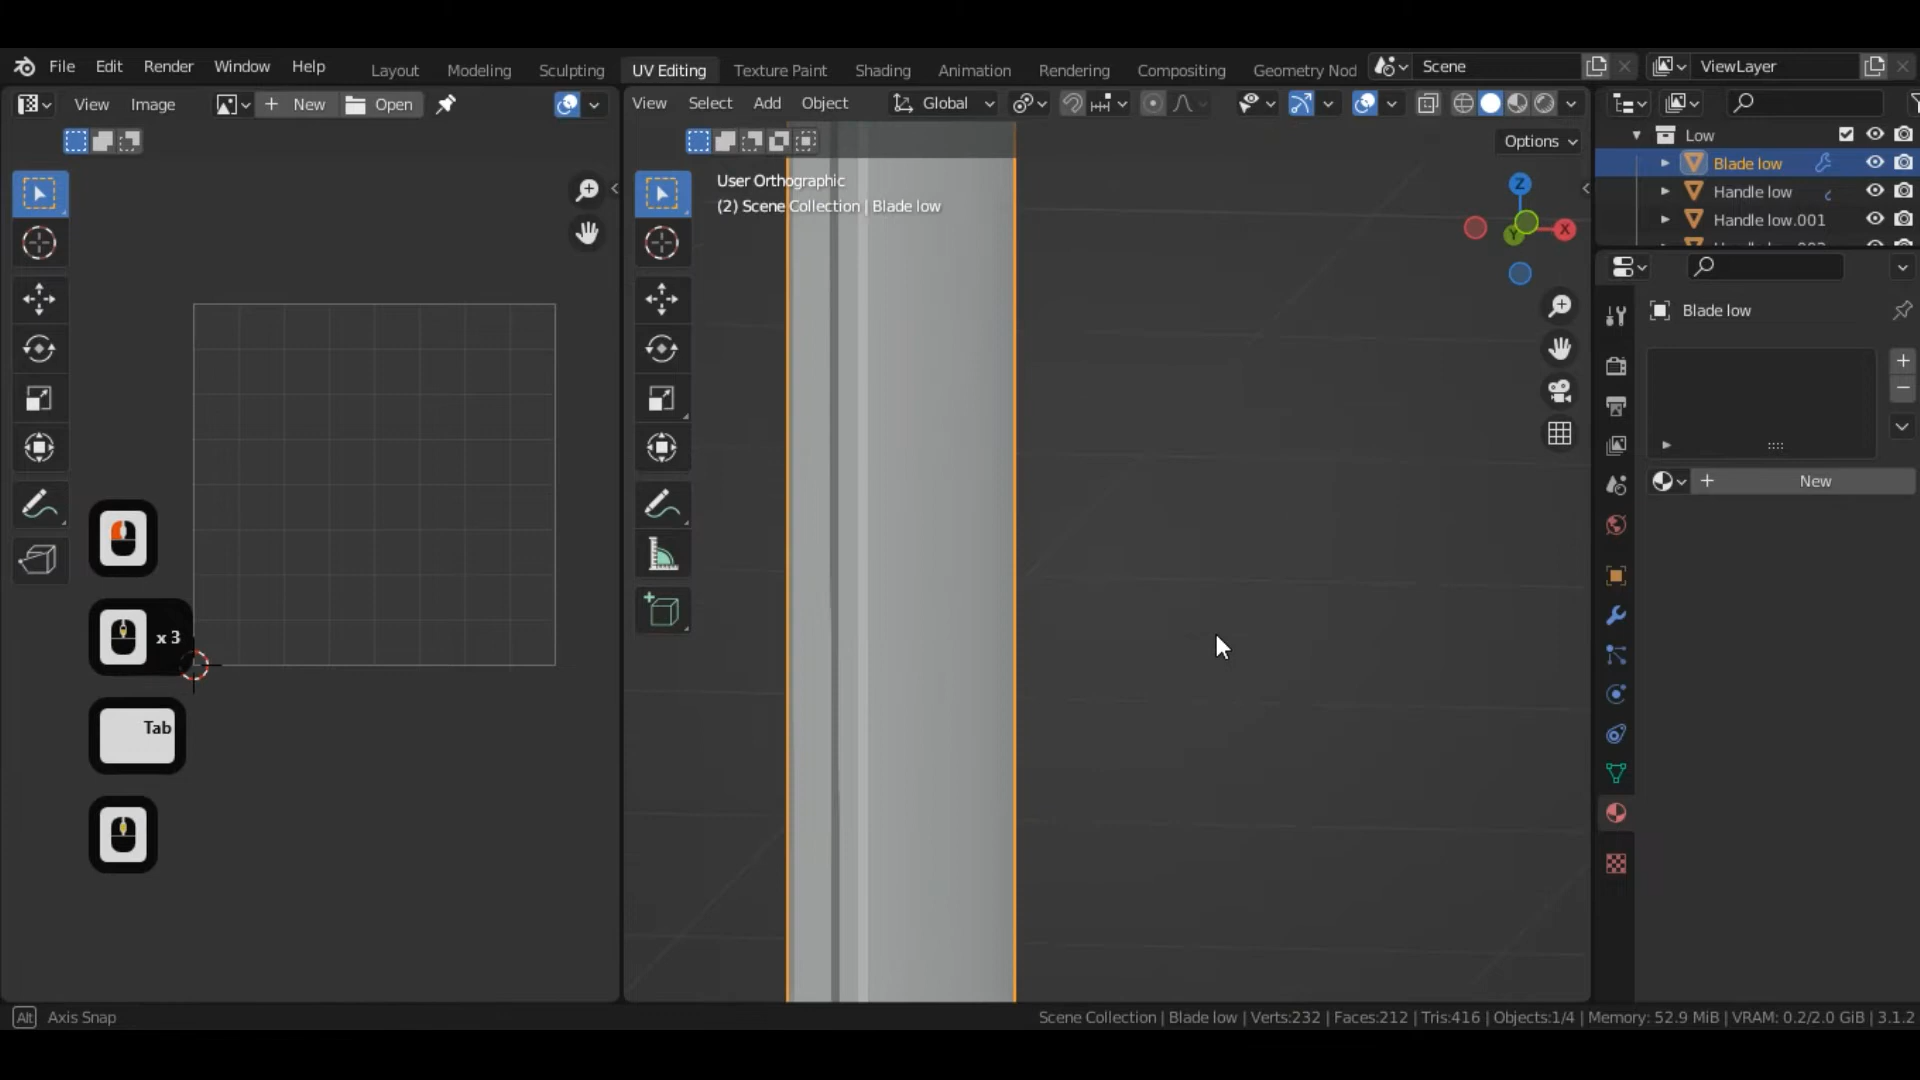 File Edit Render Window Help Layout Modeling Sculpting UV Editing Texture Paint Shading Animation Rendering Compositing Geometry Nod Scene ViewLayer
View Image New Open View Select Add Object Global
Options
Low
Blade low
Handle low
Handle low.001
User Orthographic
(2) Scene Collection | Blade low
Z
X
Y
Blade low
New
x 3
Tab
Alt Axis Snap Scene Collection | Blade low | Verts:232 | Faces:212 | Tris:416 | Objects:1/4 | Memory: 52.9 MiB | VRAM: 0.2/2.0 GiB | 3.1.2